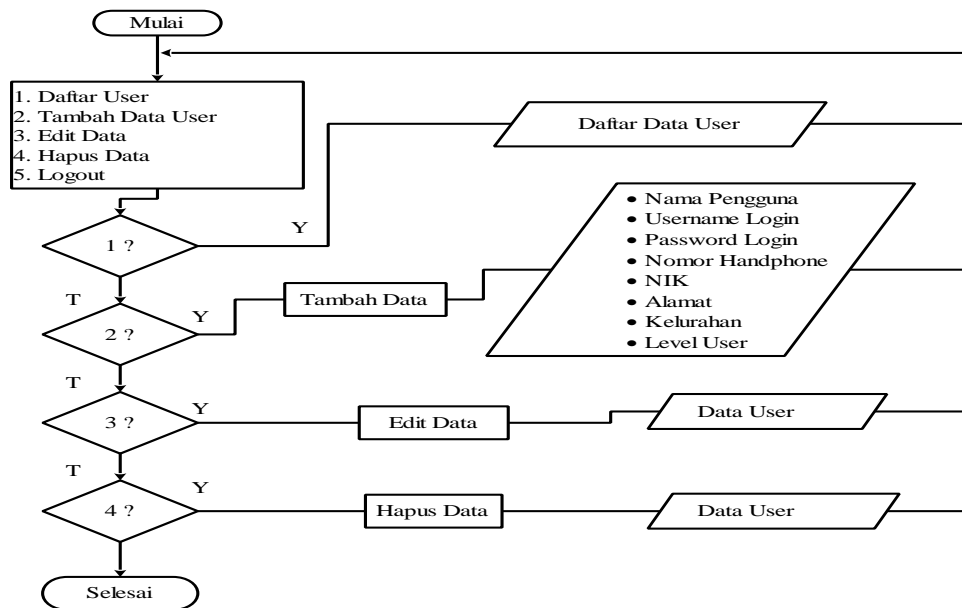 Mulai
1. Daftar User
2. Tambah Data User
3. Edit Data
4. Hapus Data
5. Logout
Daftar Data User
1 ?
Y
• Nama Pengguna
• Username Login
• Password Login
• Nomor Handphone
• NIK
• Alamat
• Kelurahan
• Level User
T
2 ?
Y
Tambah Data
T
3 ?
Y
Edit Data
Data User
T
4 ?
Y
Hapus Data
Data User
Selesai